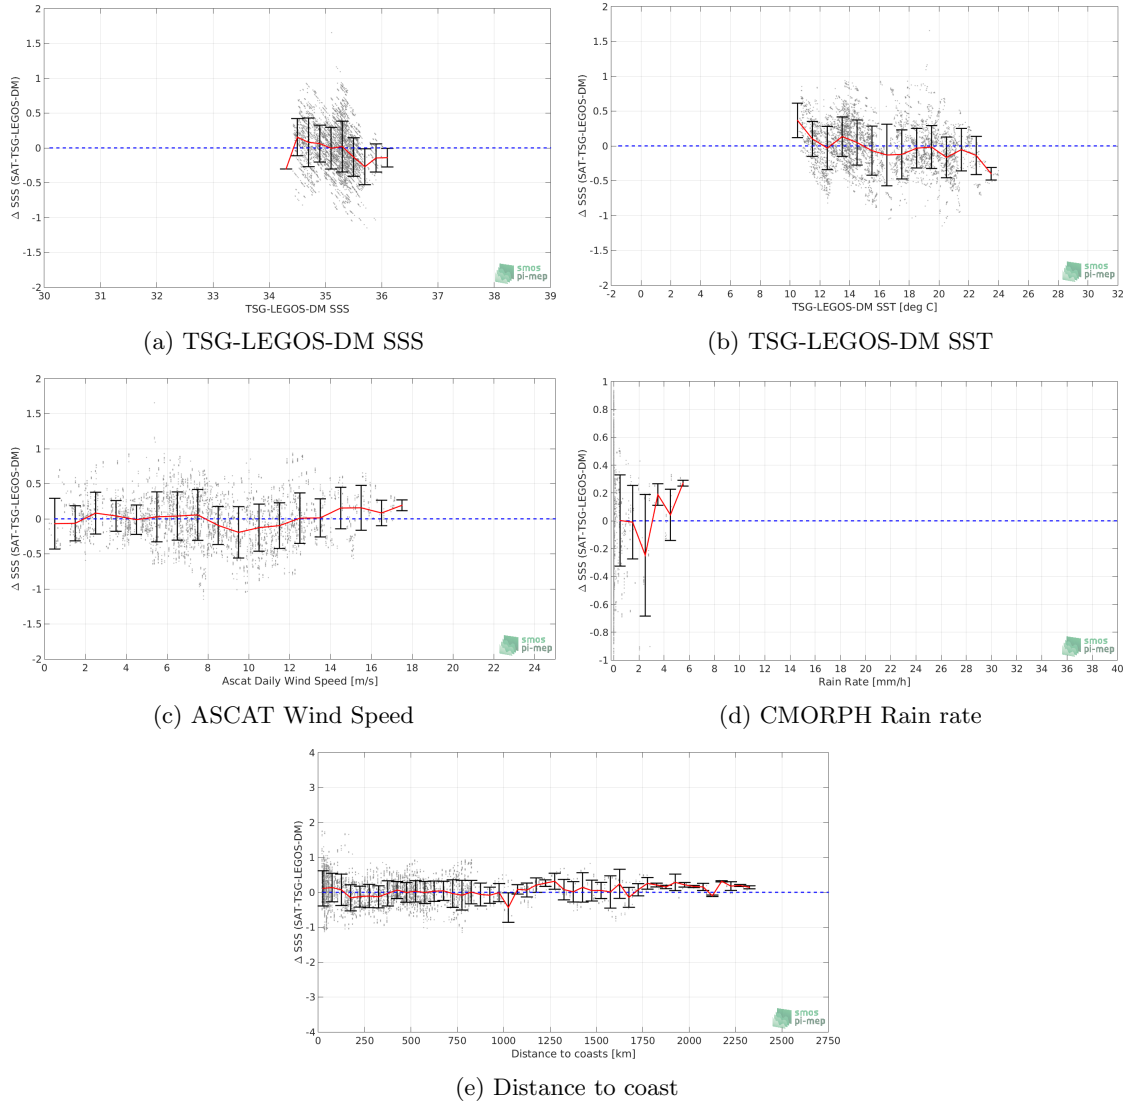 2
1.5
1
0.5
0
-0.5
-1
-1.5
-2
Δ SSS (SAT-TSG-LEGOS-DM)
30 31 32 33 34 35 36 37 38 39
TSG-LEGOS-DM SSS
smos
pi-mep
(a) TSG-LEGOS-DM SSS
2
1.5
1
0.5
0
-0.5
-1
-1.5
-2
Δ SSS (SAT-TSG-LEGOS-DM)
-2 0 2 4 6 8 10 12 14 16 18 20 22 24 26 28 30 32
TSG-LEGOS-DM SST [deg C]
smos
pi-mep
(b) TSG-LEGOS-DM SST
2
1.5
1
0.5
0
-0.5
-1
-1.5
-2
Δ SSS (SAT-TSG-LEGOS-DM)
0 2 4 6 8 10 12 14 16 18 20 22 24
Ascat Daily Wind Speed [m/s]
smos
pi-mep
(c) ASCAT Wind Speed
1
0.8
0.6
0.4
0.2
0
-0.2
-0.4
-0.6
-0.8
-1
Δ SSS (SAT-TSG-LEGOS-DM)
0 2 4 6 8 10 12 14 16 18 20 22 24 26 28 30 32 34 36 38 40
Rain Rate [mm/h]
smos
pi-mep
(d) CMORPH Rain rate
4
3
2
1
0
-1
-2
-3
-4
Δ SSS (SAT-TSG-LEGOS-DM)
0 250 500 750 1000 1250 1500 1750 2000 2250 2500 2750
Distance to coasts [km]
smos
pi-mep
(e) Distance to coast